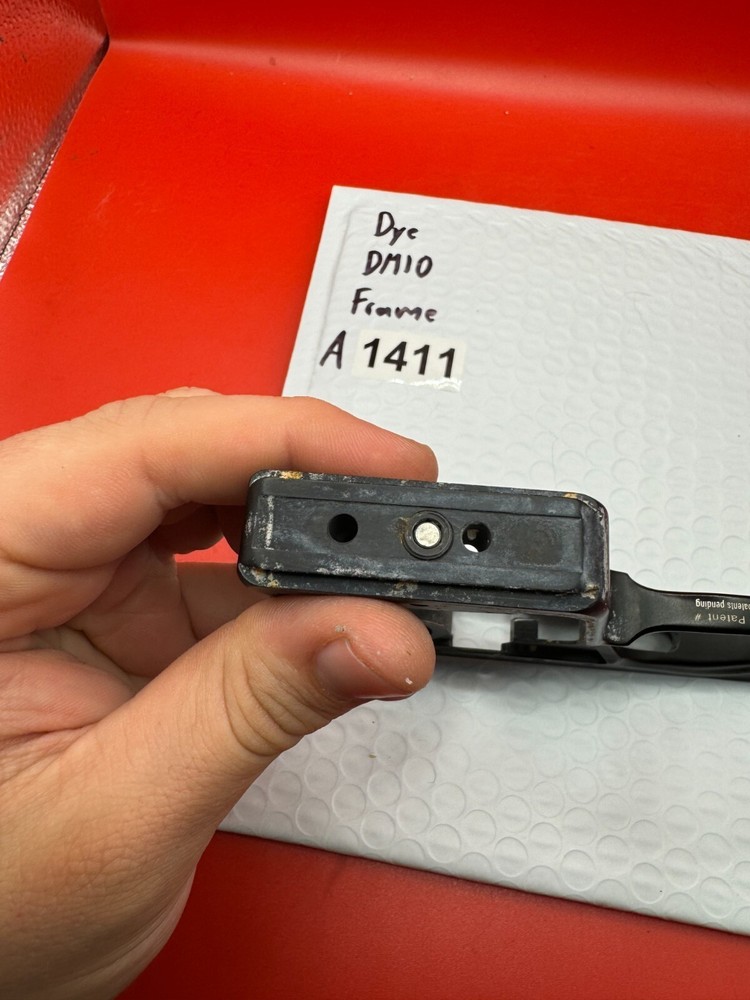 Dye
DM10
Frame
A 1411
Patent #
patents pending